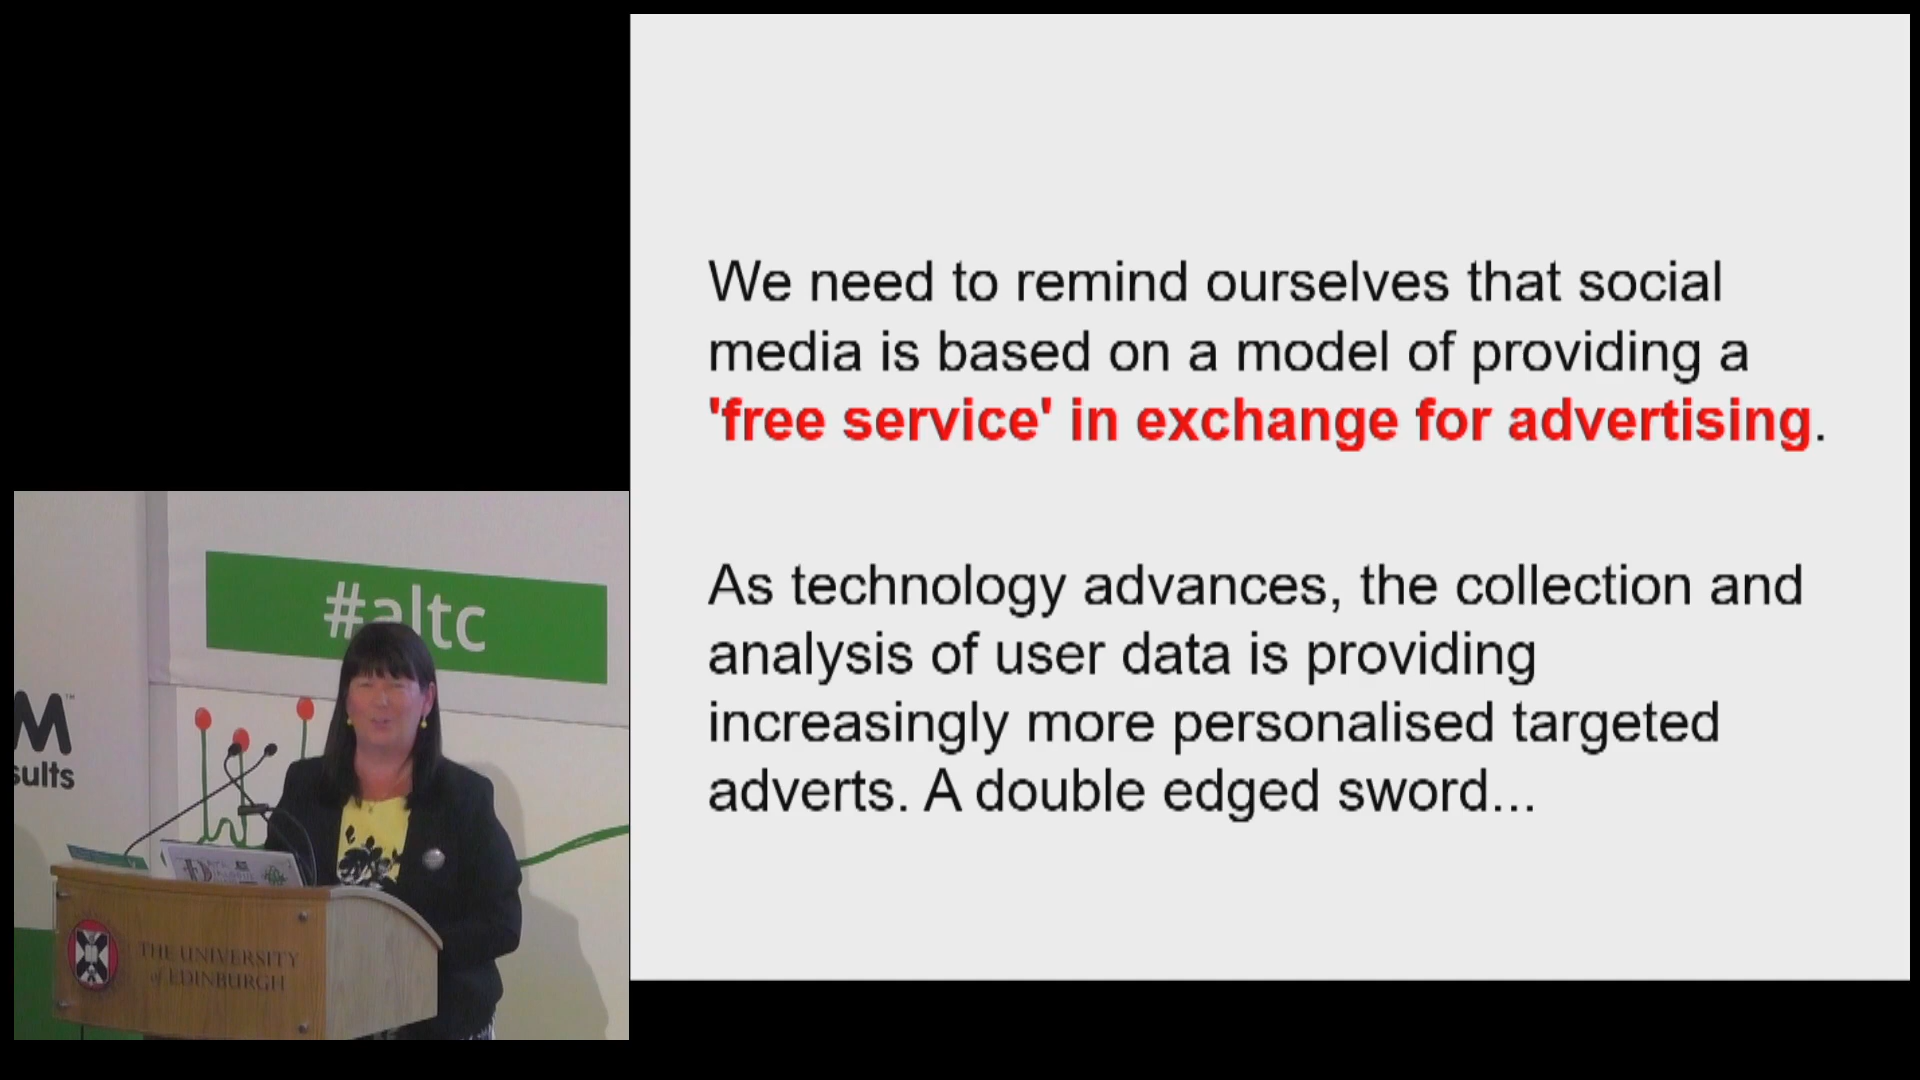 We need to remind ourselves that social
media is based on a model of providing a
'free service' in exchange for advertising.
As technology advances, the collection and
analysis of user data is providing
increasingly more personalised targeted
adverts. A double edged sword...
#altc
M™
sults
THE UNIVERSITY
of EDINBURGH